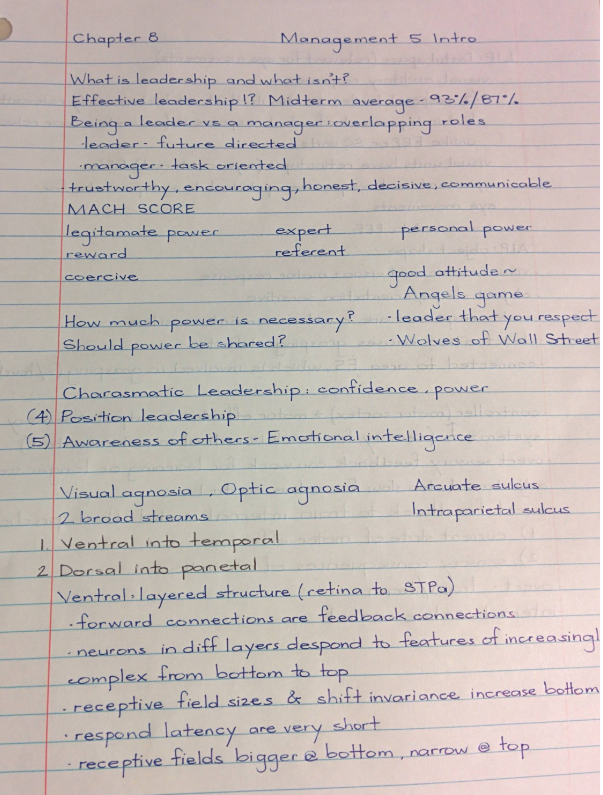 Chapter 8 Management 5 Intro
What is leadership and what isn't?
Effective leadership!? Midterm average - 93%/87%
Being a leader vs a manager: overlapping roles
· leader - future directed
· manager - task oriented
· trustworthy, encouraging, honest, decisive, communicable
MACH SCORE
legitamate power expert personal power
reward referent
coercive good attitude ~
Angels game
How much power is necessary? · leader that you respect
Should power be shared? · Wolves of Wall Street
Charasmatic Leadership: confidence, power
(4) Position leadership
(5) Awareness of others - Emotional intelligence
Visual agnosia, Optic agnosia Arcuate sulcus
2 broad streams Intraparietal sulcus
1. Ventral into temporal
2 Dorsal into parietal
Ventral: layered structure (retina to STPa)
· forward connections are feedback connections
· neurons in diff layers despond to features of increasingl
complex from bottom to top
· receptive field sizes & shift invariance increase bottom
· respond latency are very short
· receptive fields bigger @ bottom, narrow @ top